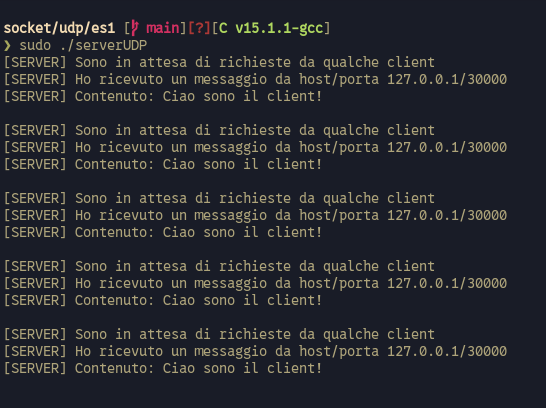 socket/udp/es1 [ main][?][C v15.1.1-gcc]
❯ sudo ./serverUDP
[SERVER] Sono in attesa di richieste da qualche client
[SERVER] Ho ricevuto un messaggio da host/porta 127.0.0.1/30000
[SERVER] Contenuto: Ciao sono il client!
[SERVER] Sono in attesa di richieste da qualche client
[SERVER] Ho ricevuto un messaggio da host/porta 127.0.0.1/30000
[SERVER] Contenuto: Ciao sono il client!
[SERVER] Sono in attesa di richieste da qualche client
[SERVER] Ho ricevuto un messaggio da host/porta 127.0.0.1/30000
[SERVER] Contenuto: Ciao sono il client!
[SERVER] Sono in attesa di richieste da qualche client
[SERVER] Ho ricevuto un messaggio da host/porta 127.0.0.1/30000
[SERVER] Contenuto: Ciao sono il client!
[SERVER] Sono in attesa di richieste da qualche client
[SERVER] Ho ricevuto un messaggio da host/porta 127.0.0.1/30000
[SERVER] Contenuto: Ciao sono il client!